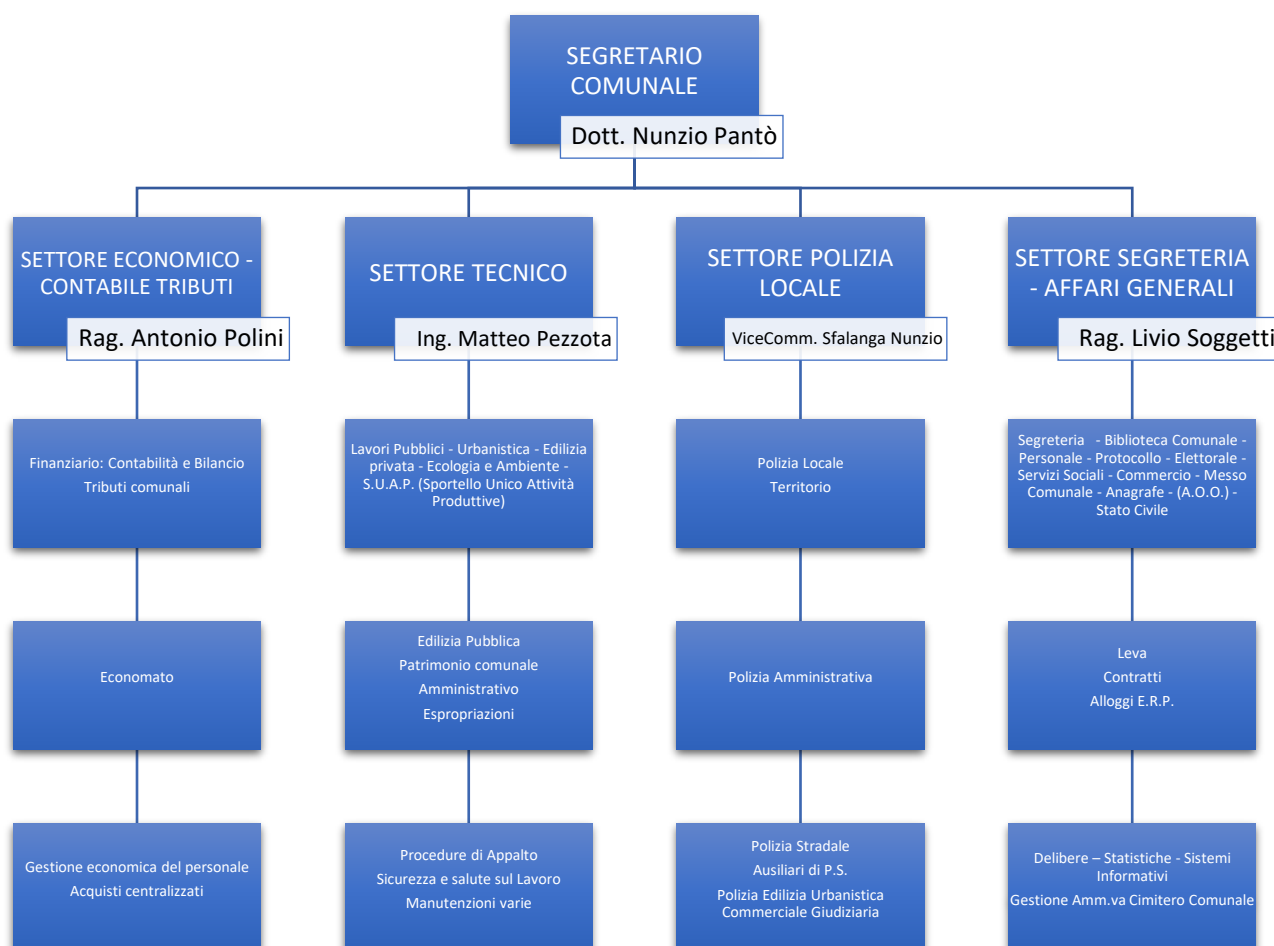 SEGRETARIO
COMUNALE
Dott. Nunzio Pantò
SETTORE ECONOMICO -
CONTABILE TRIBUTI
Rag. Antonio Polini
SETTORE TECNICO
Ing. Matteo Pezzota
SETTORE POLIZIA
LOCALE
ViceComm. Sfalanga Nunzio
SETTORE SEGRETERIA
- AFFARI GENERALI
Rag. Livio Soggetti
Finanziario: Contabilità e Bilancio
Tributi comunali
Lavori Pubblici - Urbanistica - Edilizia
privata - Ecologia e Ambiente -
S.U.A.P. (Sportello Unico Attività
Produttive)
Polizia Locale
Territorio
Segreteria - Biblioteca Comunale -
Personale - Protocollo - Elettorale -
Servizi Sociali - Commercio - Messo
Comunale - Anagrafe - (A.O.O.) -
Stato Civile
Economato
Edilizia Pubblica
Patrimonio comunale
Amministrativo
Espropriazioni
Polizia Amministrativa
Leva
Contratti
Alloggi E.R.P.
Gestione economica del personale
Acquisti centralizzati
Procedure di Appalto
Sicurezza e salute sul Lavoro
Manutenzioni varie
Polizia Stradale
Ausiliari di P.S.
Polizia Edilizia Urbanistica
Commerciale Giudiziaria
Delibere – Statistiche - Sistemi
Informativi
Gestione Amm.va Cimitero Comunale